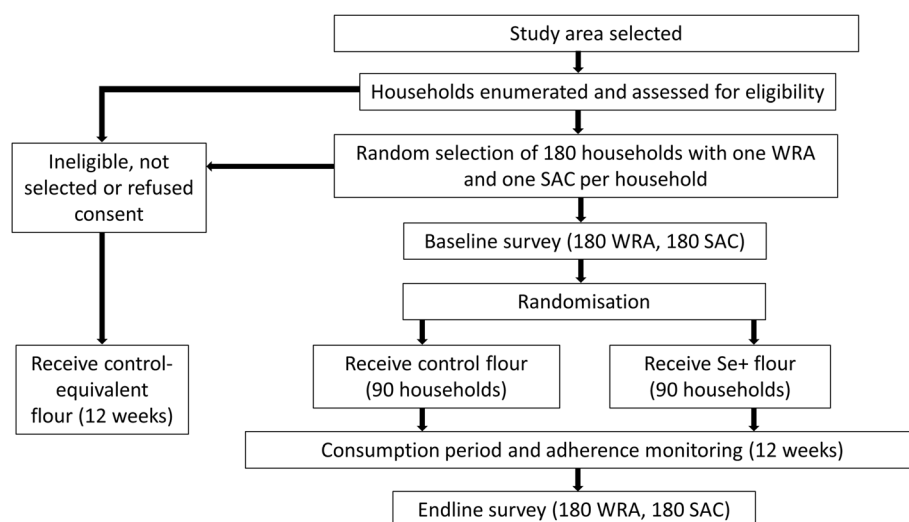 Study area selected
Households enumerated and assessed for eligibility
Ineligible, not
selected or refused
consent
Random selection of 180 households with one WRA
and one SAC per household
Baseline survey (180 WRA, 180 SAC)
Randomisation
Receive control-
equivalent
flour (12 weeks)
Receive control flour
(90 households)
Receive Se+ flour
(90 households)
Consumption period and adherence monitoring (12 weeks)
Endline survey (180 WRA, 180 SAC)